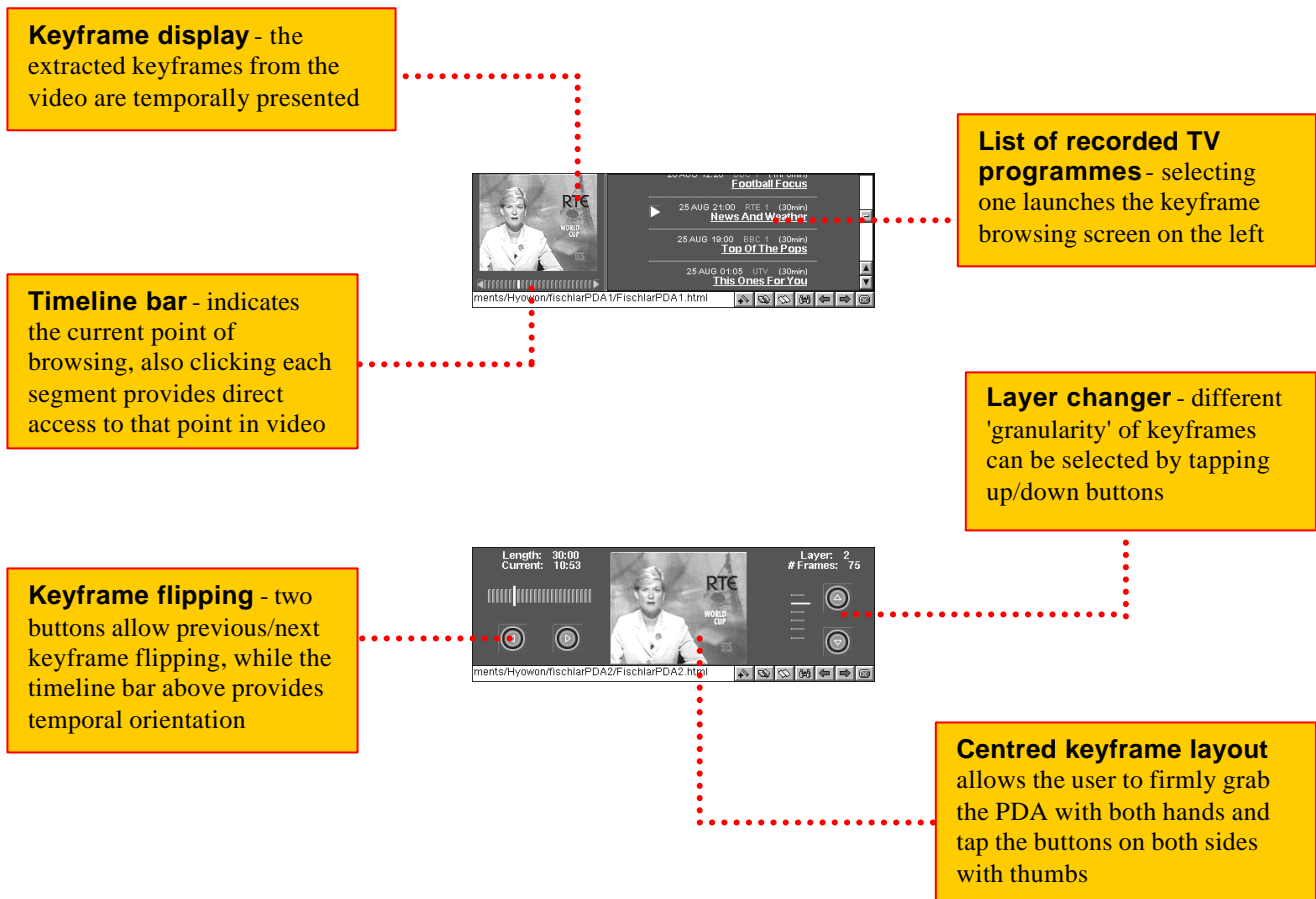 Keyframe display - the
extracted keyframes from the
video are temporally presented
List of recorded TV
programmes - selecting
one launches the keyframe
browsing screen on the left
Football Focus
25 AUG 21:00 RTE 1 (30min)
News And Weather
25 AUG 19:00 BBC 1 (30min)
Top Of The Pops
25 AUG 01:05 UTV (30min)
This Ones For You
RTE
WORLD
CUP
ments/Hyowon/fischlarPDA1/FischlarPDA1.html
Timeline bar - indicates
the current point of
browsing, also clicking each
segment provides direct
access to that point in video
Layer changer - different
'granularity' of keyframes
can be selected by tapping
up/down buttons
Length: 30:00
Current: 10:53
RTE
WORLD
CUP
Layer: 2
# Frames: 75
ments/Hyowon/fischlarPDA2/FischlarPDA2.html
Keyframe flipping - two
buttons allow previous/next
keyframe flipping, while the
timeline bar above provides
temporal orientation
Centred keyframe layout
allows the user to firmly grab
the PDA with both hands and
tap the buttons on both sides
with thumbs